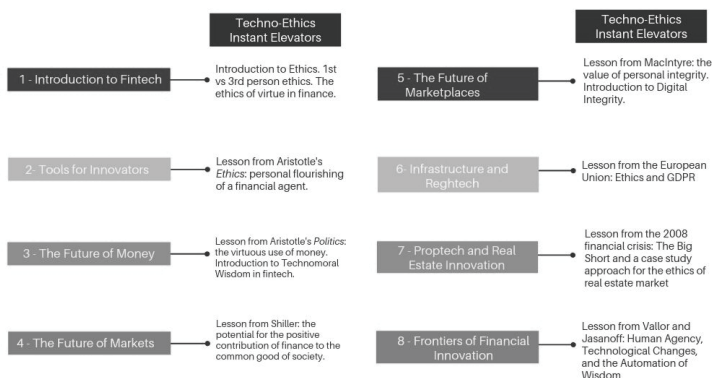 Techno-Ethics
Instant Elevators
1 - Introduction to Fintech
Introduction to Ethics. 1st
vs 3rd person ethics. The
ethics of virtue in finance.
2- Tools for Innovators
Lesson from Aristotle's
Ethics: personal flourishing
of a financial agent.
3 - The Future of Money
Lesson from Aristotle's Politics:
the virtuous use of money.
Introduction to Technomoral
Wisdom in fintech.
4 - The Future of Markets
Lesson from Shiller: the
potential for the positive
contribution of finance to the
common good of society.
Techno-Ethics
Instant Elevators
5 - The Future of
Marketplaces
Lesson from MacIntyre: the
value of personal integrity.
Introduction to Digital
Integrity.
6- Infrastructure and
Reghtech
Lesson from the European
Union: Ethics and GDPR
7 - Proptech and Real
Estate Innovation
Lesson from the 2008
financial crisis: The Big
Short and a case study
approach for the ethics of
real estate market
8 - Frontiers of Financial
Innovation
Lesson from Vallor and
Jasanoff: Human Agency,
Technological Changes,
and the Automation of
Wisdom